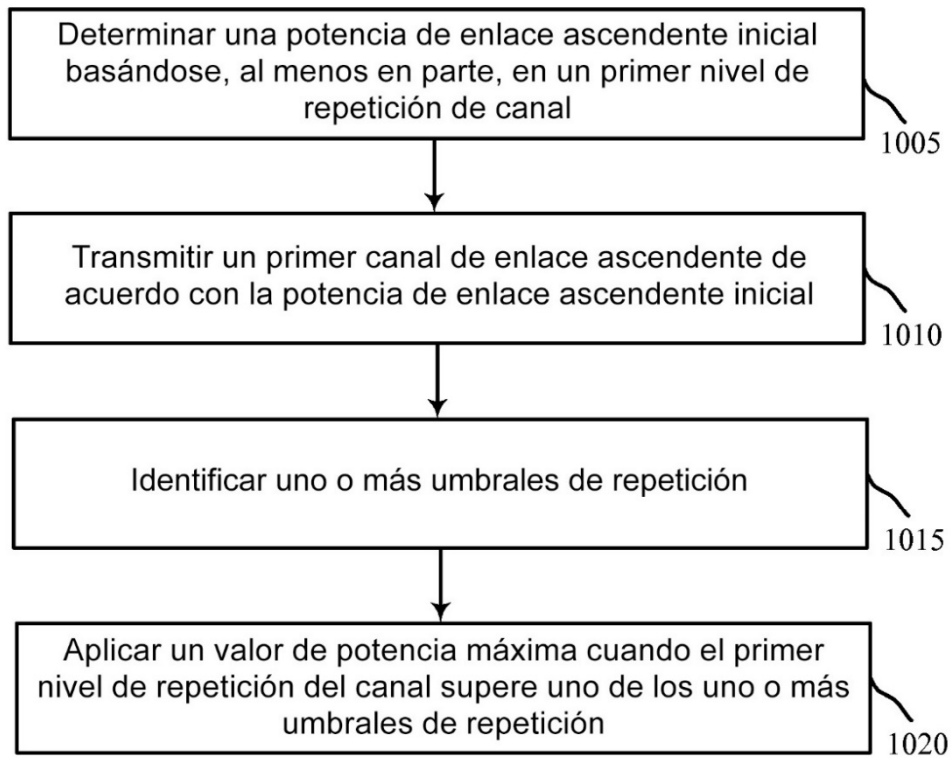 Determinar una potencia de enlace ascendente inicial
basándose, al menos en parte, en un primer nivel de
repetición de canal
1005
Transmitir un primer canal de enlace ascendente de
acuerdo con la potencia de enlace ascendente inicial
1010
Identificar uno o más umbrales de repetición
1015
Aplicar un valor de potencia máxima cuando el primer
nivel de repetición del canal supere uno de los uno o más
umbrales de repetición
1020